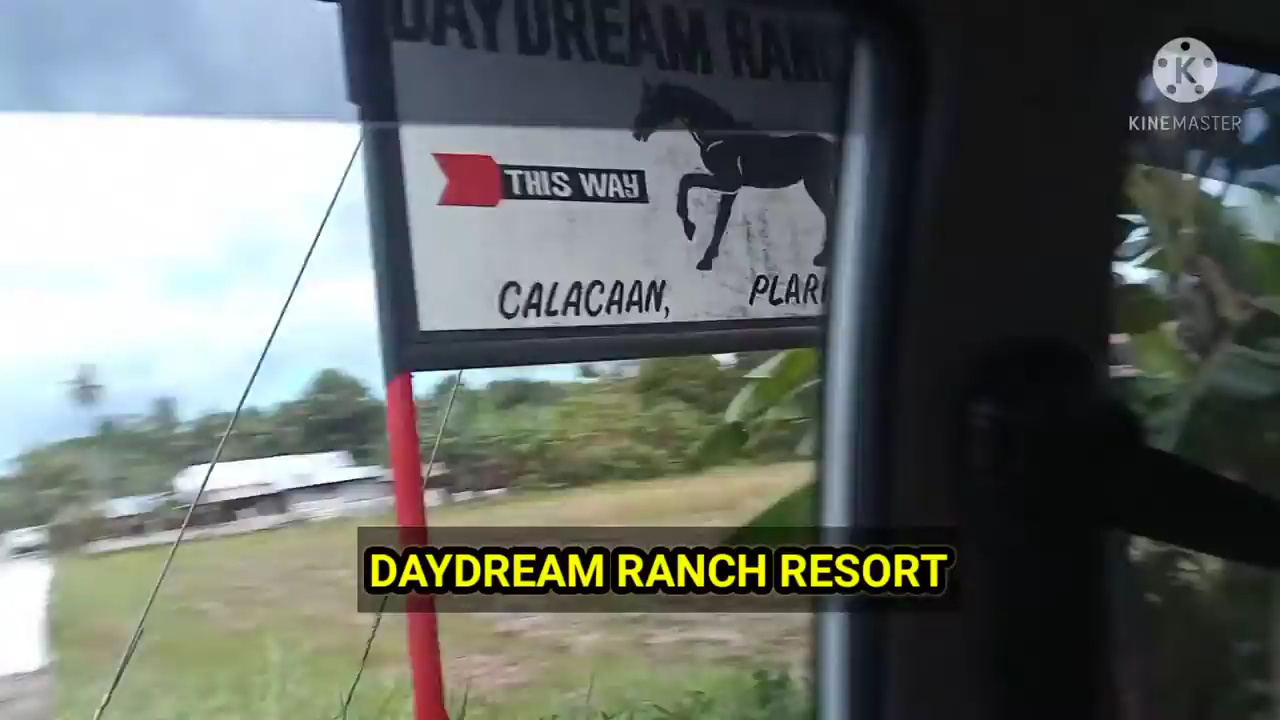 DAYDREAM
KINEMASTER
THIS WAY
CALACAAN,
DAYDREAM RANCH RESORT